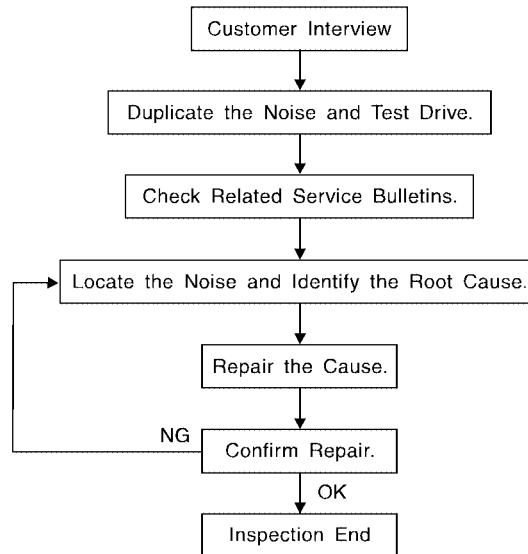 Customer Interview
Duplicate the Noise and Test Drive.
Check Related Service Bulletins.
Locate the Noise and Identify the Root Cause.
Repair the Cause.
NG
Confirm Repair.
OK
Inspection End